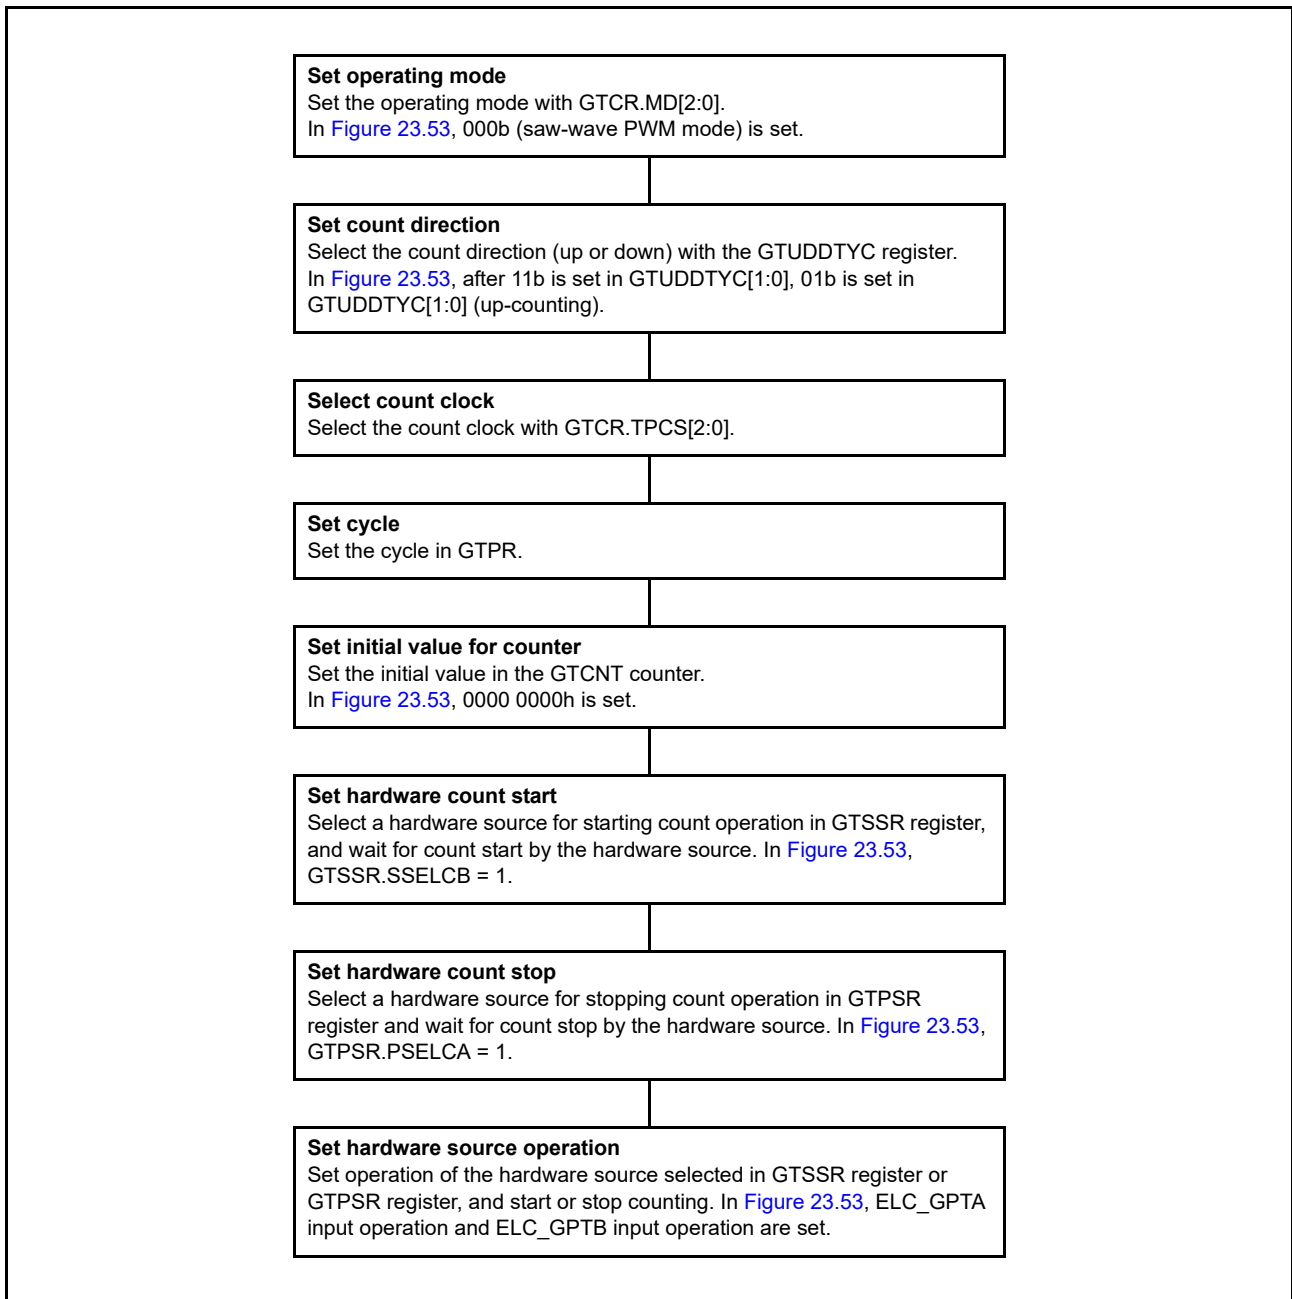 Set operating mode
Set the operating mode with GTCR.MD[2:0].
In Figure 23.53, 000b (saw-wave PWM mode) is set.
Set count direction
Select the count direction (up or down) with the GTUDDTYC register.
In Figure 23.53, after 11b is set in GTUDDTYC[1:0], 01b is set in
GTUDDTYC[1:0] (up-counting).
Select count clock
Select the count clock with GTCR.TPCS[2:0].
Set cycle
Set the cycle in GTPR.
Set initial value for counter
Set the initial value in the GTCNT counter.
In Figure 23.53, 0000 0000h is set.
Set hardware count start
Select a hardware source for starting count operation in GTSSR register,
and wait for count start by the hardware source. In Figure 23.53,
GTSSR.SSELCB = 1.
Set hardware count stop
Select a hardware source for stopping count operation in GTPSR
register and wait for count stop by the hardware source. In Figure 23.53,
GTPSR.PSELCA = 1.
Set hardware source operation
Set operation of the hardware source selected in GTSSR register or
GTPSR register, and start or stop counting. In Figure 23.53, ELC_GPTA
input operation and ELC_GPTB input operation are set.